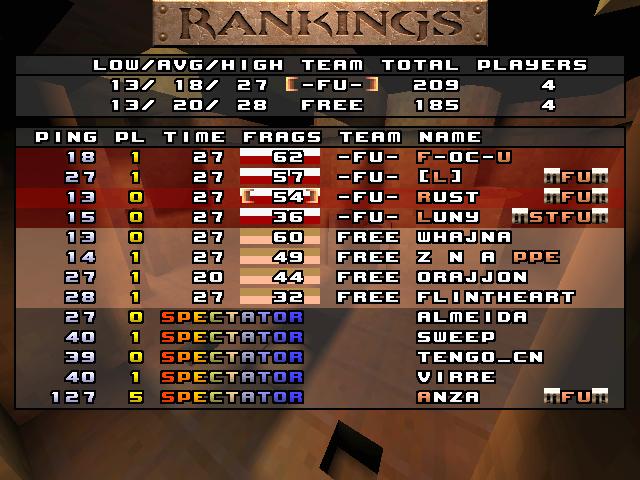 RANKINGS
LOW/AVG/HIGH TEAM TOTAL PLAYERS
13/ 18/ 27 [-FU-] 209 4
13/ 20/ 28 FREE 185 4
PING PL TIME FRAGS TEAM NAME
18 1 27 62 -FU- F-OC-U
27 1 27 57 -FU- [L] FU
13 0 27 [54] -FU- RUST FU
15 0 27 36 -FU- LUNY STFU
13 0 27 60 FREE WHAJNA
14 1 27 49 FREE Z N A PPE
27 1 20 44 FREE ORAJJON
28 1 27 32 FREE FLINTHEART
27 0 SPECTATOR ALMEIDA
40 1 SPECTATOR SWEEP
39 0 SPECTATOR TENGO_CN
40 1 SPECTATOR VIRRE
127 5 SPECTATOR ANZA FU